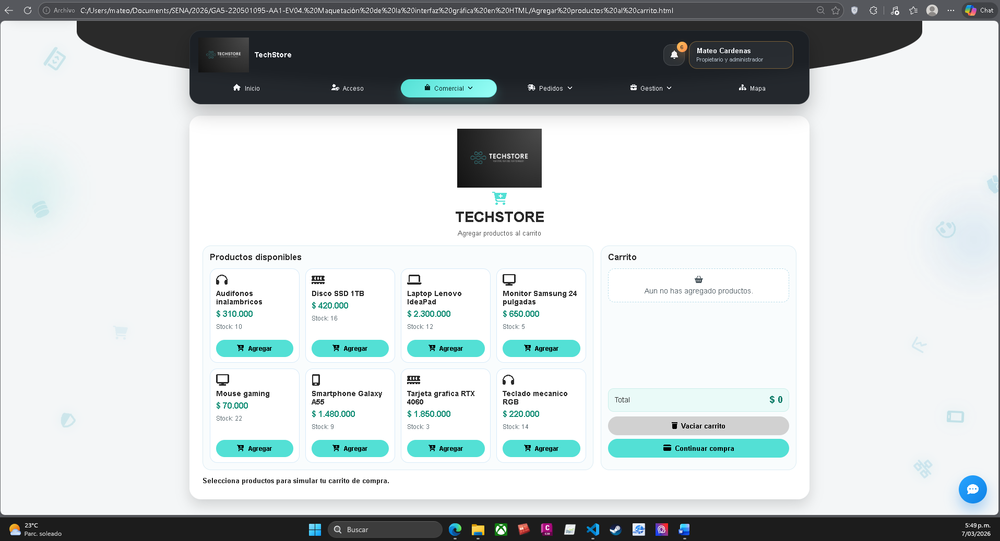 Archivo C:/Users/mateo/Documents/SENA/2026/GA5-220501095-AA1-EV04.%20Maquetación%20de%20la%20interfaz%20gráfica%20en%20HTML/Agregar%20productos%20al%20carrito.html
Chat
TECHSTORE
TechStore
6
Mateo Cardenas
Propietario y administrador
Inicio
Acceso
Comercial
Pedidos
Gestion
Mapa
TECHSTORE
TECHSTORE
Agregar productos al carrito
Productos disponibles
Audifonos
inalambricos
$ 310.000
Stock: 10
Agregar
Disco SSD 1TB
$ 420.000
Stock: 16
Agregar
Laptop Lenovo
IdeaPad
$ 2.300.000
Stock: 12
Agregar
Monitor Samsung 24
pulgadas
$ 650.000
Stock: 5
Agregar
Mouse gaming
$ 70.000
Stock: 22
Agregar
Smartphone Galaxy
A55
$ 1.480.000
Stock: 9
Agregar
Tarjeta grafica RTX
4060
$ 1.850.000
Stock: 3
Agregar
Teclado mecanico
RGB
$ 220.000
Stock: 14
Agregar
Carrito
Aun no has agregado productos.
Total $ 0
Vaciar carrito
Continuar compra
Selecciona productos para simular tu carrito de compra.
23°C
Parc. soleado
Buscar
5:49 p. m.
7/03/2026